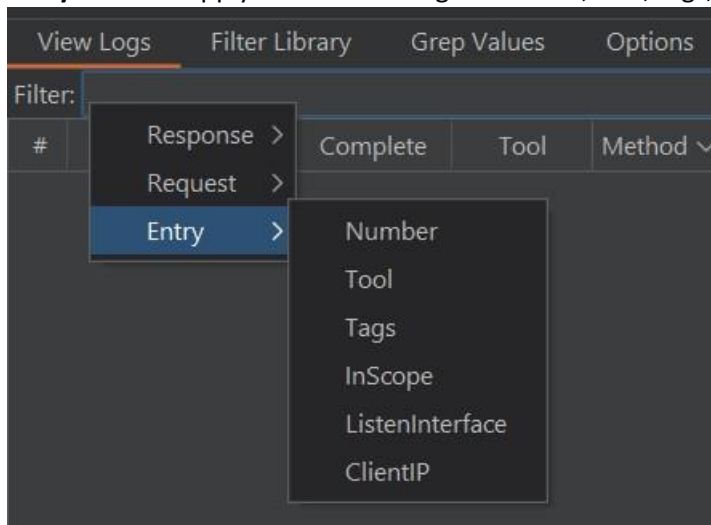 View Logs Filter Library Grep Values Options
Filter:
# Response > Complete Tool Method
Request >
Entry > Number
Tool
Tags
InScope
ListenInterface
ClientIP